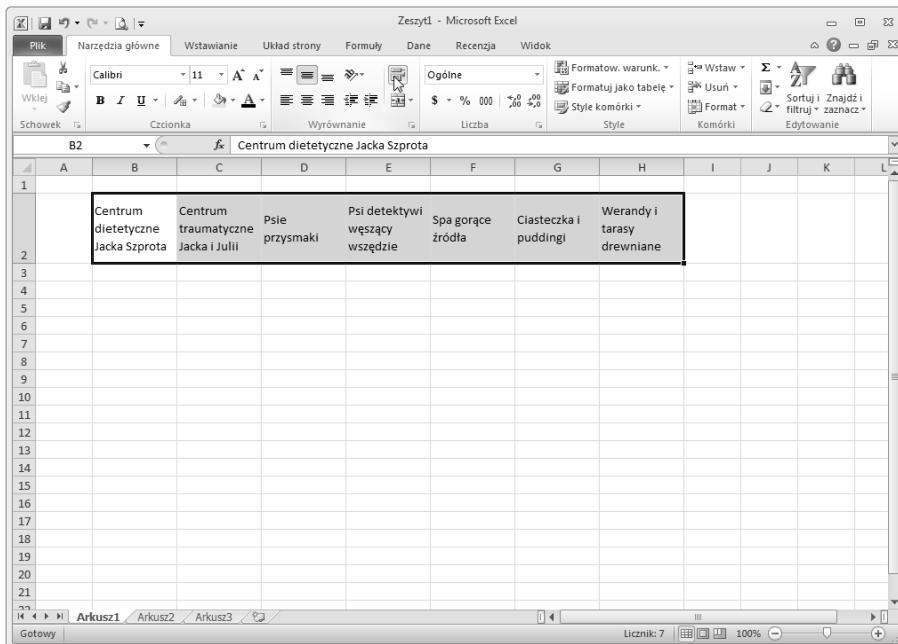 Zeszyt1 - Microsoft Excel
Plik Narzędzia główne Wstawianie Układ strony Formuły Dane Recenzja Widok
Wklej
Schowek
Calibri 11
B I U A
Czcionka
Wyrównanie
Ogólne
$ % 000 ,00 ,0
Liczba
Formatow. warunk.
Formatuj jako tabelę
Style komórki
Style
Wstaw
Usuń
Format
Komórki
Σ
Sortuj i filtruj
Znajdź i zaznacz
Edytowanie
B2 fx Centrum dietetyczne Jacka Szprota
A B C D E F G H I J K L
1
2
Centrum
dietetyczne
Jacka Szprota
Centrum
traumatyczne
Jacka i Julii
Psie
przysmaki
Psi detektywi
węszący
wszędzie
Spa gorące
źródła
Ciasteczka i
puddingi
Werandy i
tarasy
drewniane
3
4
5
6
7
8
9
10
11
12
13
14
15
16
17
18
19
20
21
Arkusz1 Arkusz2 Arkusz3
Gotowy Licznik: 7 100%